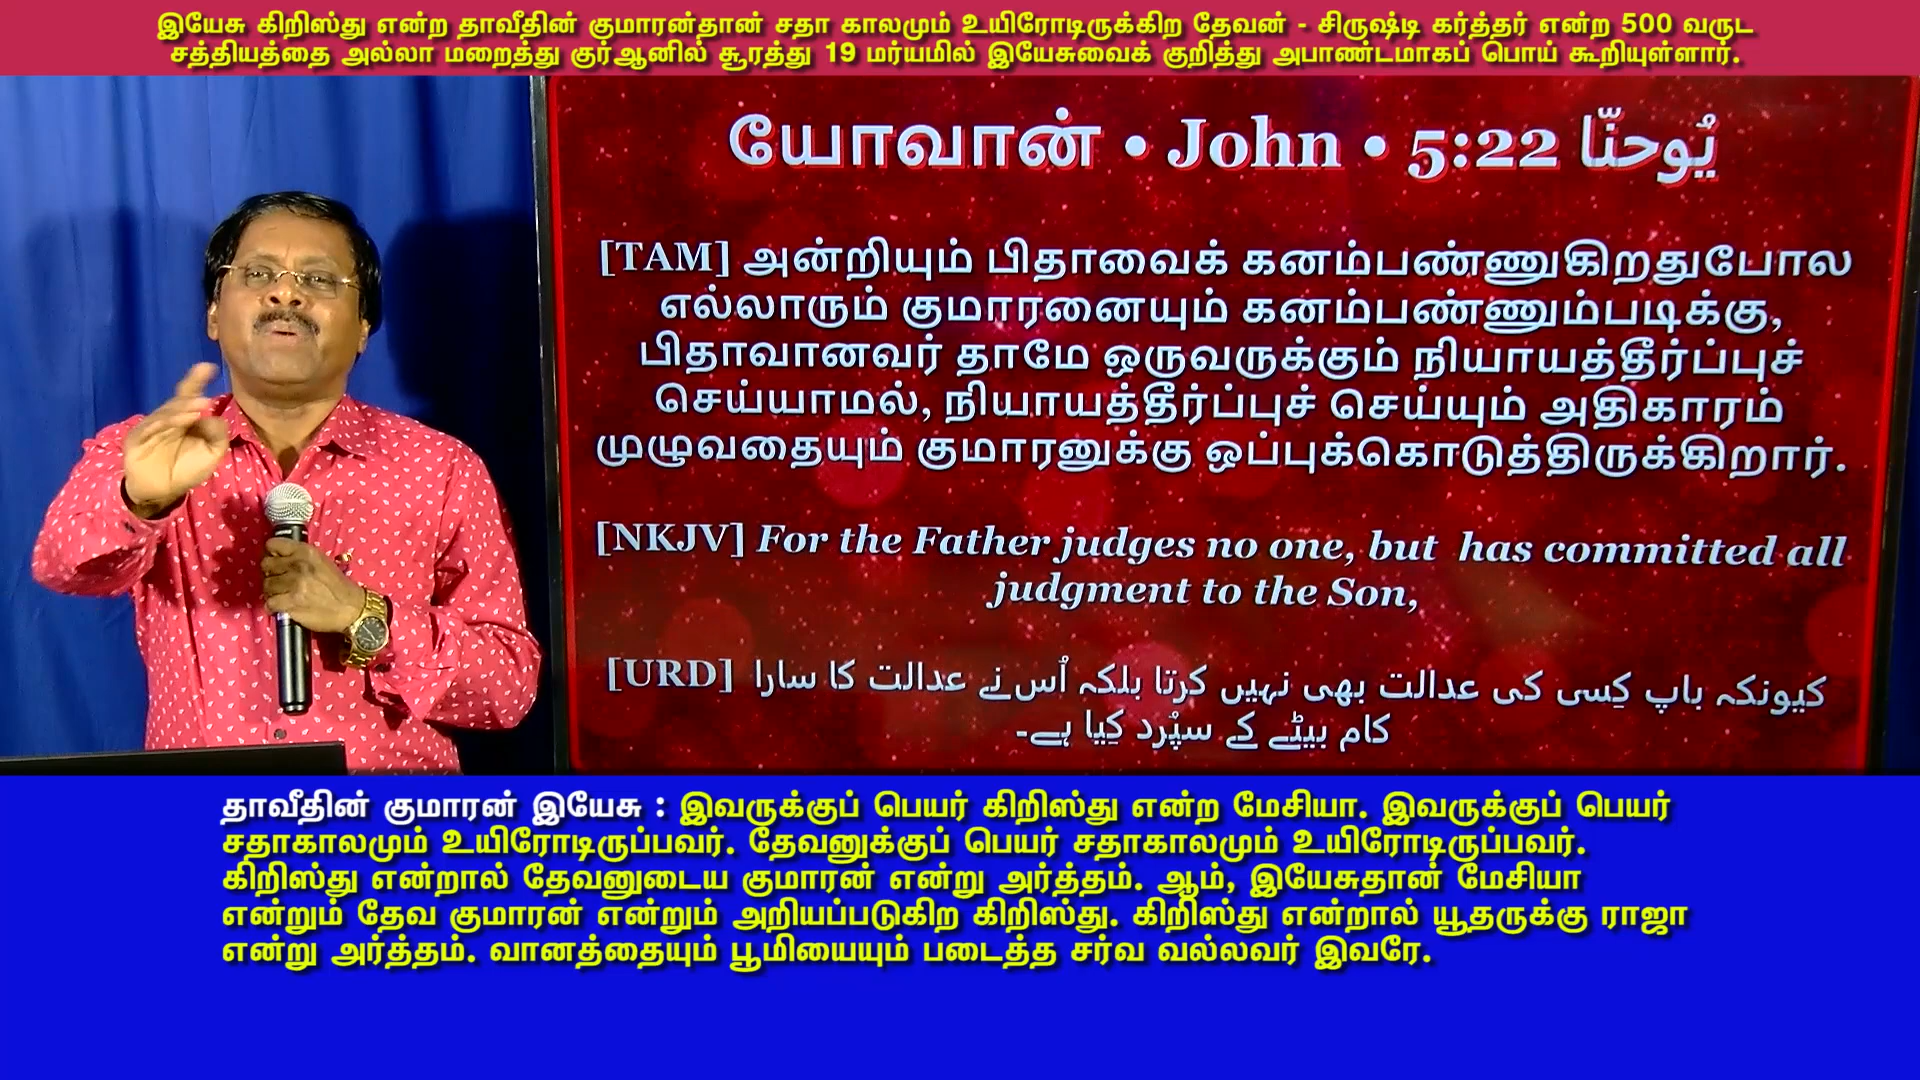 இயேசு கிறிஸ்து என்ற தாவீதின் குமாரன்தான் சதா காலமும் உயிரோடிருக்கிற தேவன் - சிருஷ்டி கர்த்தர் என்ற 500 வருட
சத்தியத்தை அல்லா மறைத்து குர்ஆனில் சூரத்து 19 மர்யமில் இயேசுவைக் குறித்து அபாண்டமாகப் பொய் கூறியுள்ளார்.
யோவான் • John • 5:22 يُوحنّا
[TAM] அன்றியும் பிதாவைக் கனம்பண்ணுகிறதுபோல
எல்லாரும் குமாரனையும் கனம்பண்ணும்படிக்கு,
பிதாவானவர் தாமே ஒருவருக்கும் நியாயத்தீர்ப்புச்
செய்யாமல், நியாயத்தீர்ப்புச் செய்யும் அதிகாரம்
முழுவதையும் குமாரனுக்கு ஒப்புக்கொடுத்திருக்கிறார்.
[NKJV] For the Father judges no one, but has committed all
judgment to the Son,
[URD] کیونکہ باپ کِسی کی عدالت بھی نہیں کرتا بلکہ اُس نے عدالت کا سارا
کام بیٹے کے سپُرد کِیا ہے۔
தாவீதின் குமாரன் இயேசு : இவருக்குப் பெயர் கிறிஸ்து என்ற மேசியா. இவருக்குப் பெயர்
சதாகாலமும் உயிரோடிருப்பவர். தேவனுக்குப் பெயர் சதாகாலமும் உயிரோடிருப்பவர்.
கிறிஸ்து என்றால் தேவனுடைய குமாரன் என்று அர்த்தம். ஆம், இயேசுதான் மேசியா
என்றும் தேவ குமாரன் என்றும் அறியப்படுகிற கிறிஸ்து. கிறிஸ்து என்றால் யூதருக்கு ராஜா
என்று அர்த்தம். வானத்தையும் பூமியையும் படைத்த சர்வ வல்லவர் இவரே.